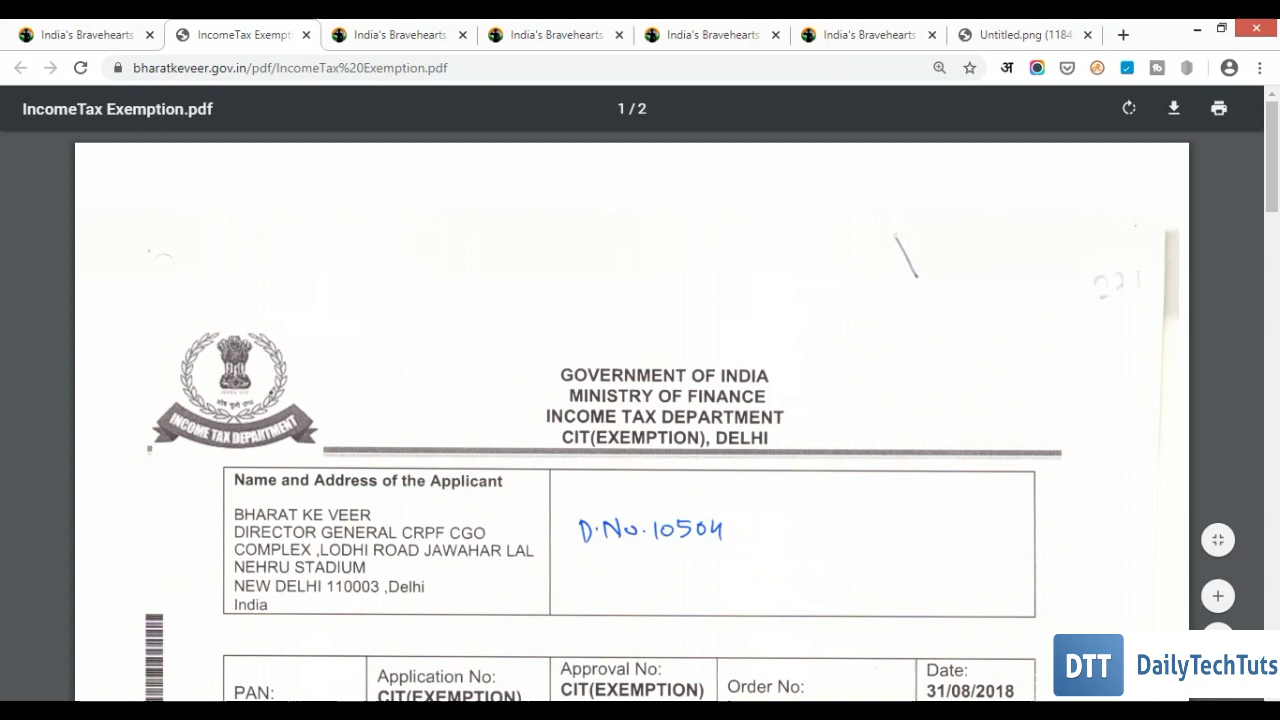 India's Bravehearts
IncomeTax Exempt
India's Bravehearts
India's Bravehearts
India's Bravehearts
India's Bravehearts
Untitled.png (1184
bharatkeveer.gov.in/pdf/IncomeTax%20Exemption.pdf
अ
IncomeTax Exemption.pdf
1 / 2
GOVERNMENT OF INDIA
MINISTRY OF FINANCE
INCOME TAX DEPARTMENT
CIT(EXEMPTION), DELHI
INCOME TAX DEPARTMENT
Name and Address of the Applicant
BHARAT KE VEER
DIRECTOR GENERAL CRPF CGO
COMPLEX ,LODHI ROAD JAWAHAR LAL
NEHRU STADIUM
NEW DELHI 110003 ,Delhi
India
D.No.10504
PAN:
Application No:
CIT(EXEMPTION)
Approval No:
CIT(EXEMPTION)
Order No:
Date:
31/08/2018
DTT DailyTechTuts